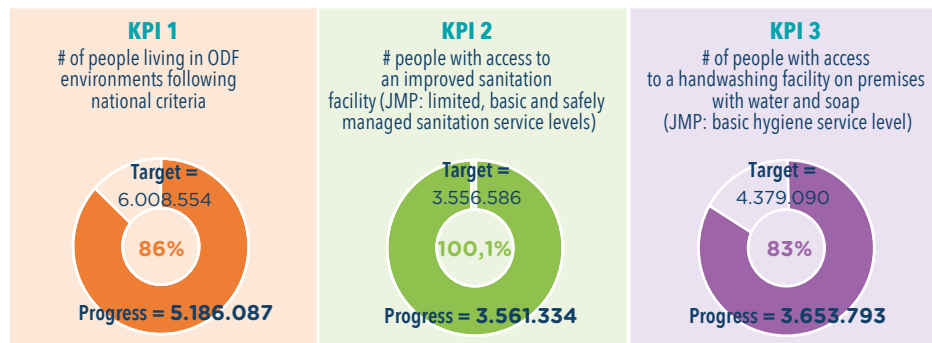 KPI 1
# of people living in ODF
environments following
national criteria
Target =
6.008.554
86%
Progress = 5.186.087
KPI 2
# people with access to
an improved sanitation
facility (JMP: limited, basic and safely
managed sanitation service levels)
Target =
3.556.586
100,1%
Progress = 3.561.334
KPI 3
# of people with access
to a handwashing facility on premises
with water and soap
(JMP: basic hygiene service level)
Target =
4.379.090
83%
Progress = 3.653.793